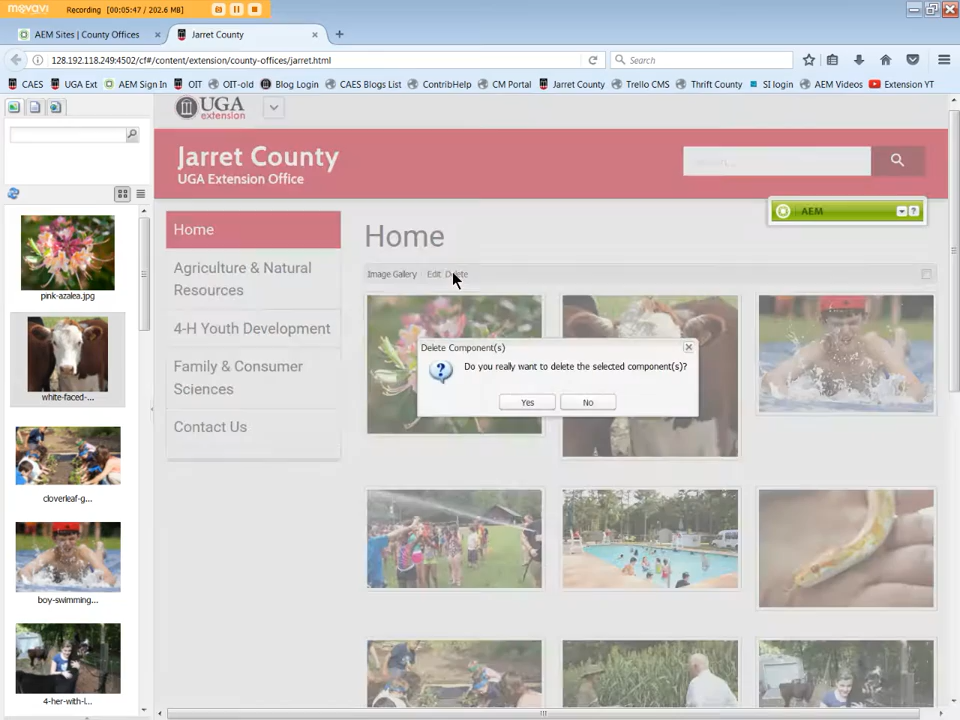 movavi Recording (00:05:47 / 202.6 MB)
AEM Sites | County Offices × Jarret County × +
128.192.118.249:4502/cf#/content/extension/county-offices/jarret.html Search
CAES UGA Ext AEM Sign In OIT OIT-old Blog Login CAES Blogs List ContribHelp CM Portal Jarret County Trello CMS Thrift County SI login AEM Videos Extension YT
UGA
extension
Jarret County
UGA Extension Office
Search...
AEM
Home
Agriculture & Natural
Resources
4-H Youth Development
Family & Consumer
Sciences
Contact Us
Home
Image Gallery Edit Delete
Delete Component(s)
Do you really want to delete the selected component(s)?
Yes No
pink-azalea.jpg
white-faced-...
cloverleaf-g...
boy-swimming...
4-her-with-l...